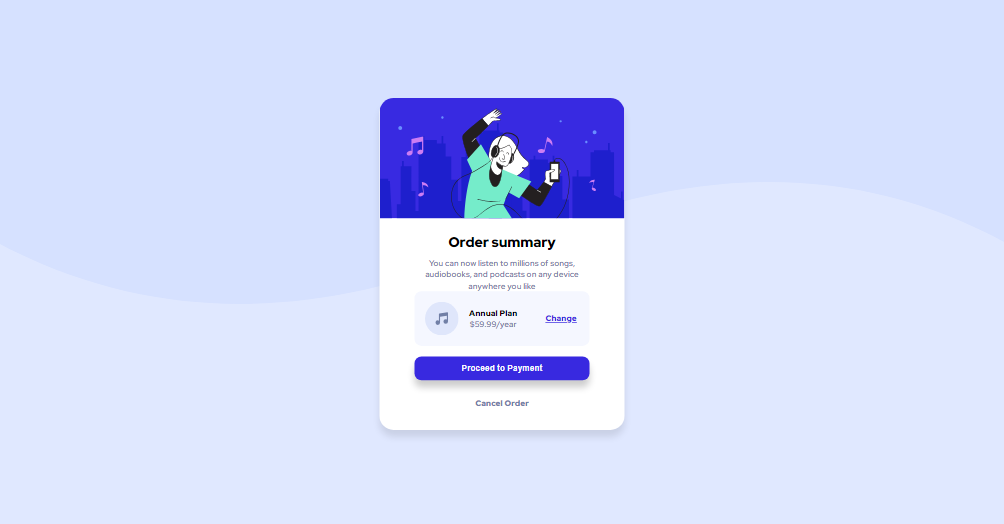 Order summary
You can now listen to millions of songs,
audiobooks, and podcasts on any device
anywhere you like
Annual Plan
$59.99/year
Change
Proceed to Payment
Cancel Order